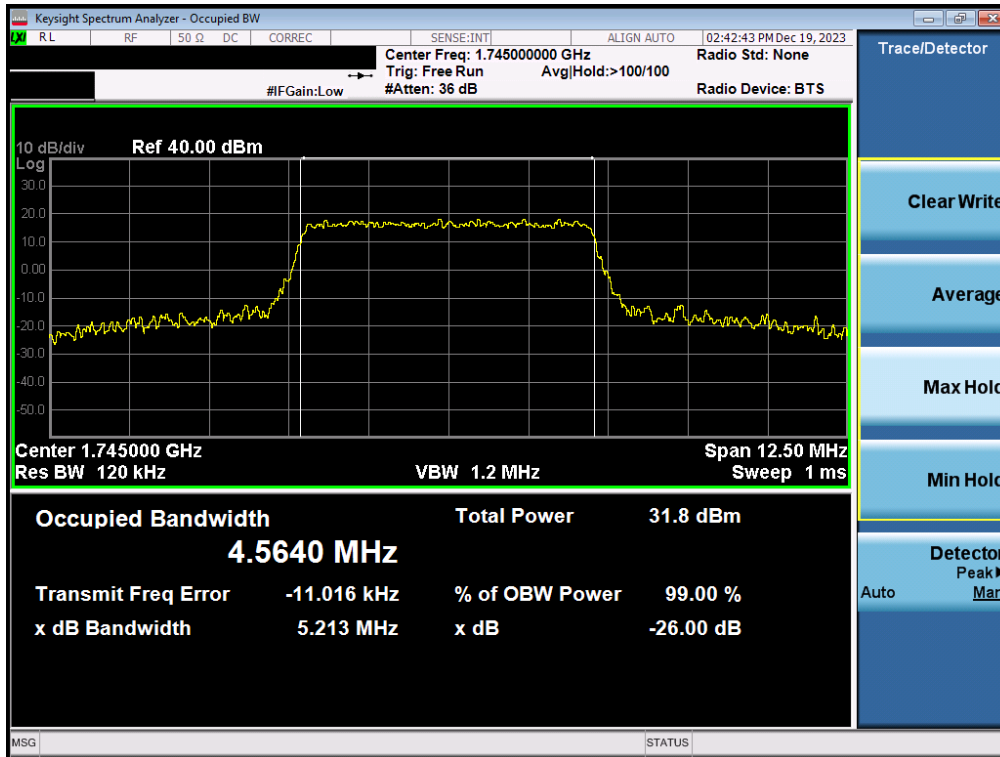 Keysight Spectrum Analyzer - Occupied BW
LXI RL RF 50 Ω DC CORREC SENSE:INT ALIGN AUTO 02:42:43 PM Dec 19, 2023
Center Freq: 1.745000000 GHz Radio Std: None
Trig: Free Run Avg|Hold:>100/100
#IFGain:Low #Atten: 36 dB Radio Device: BTS
Trace/Detector
10 dB/div Ref 40.00 dBm
Log
30.0
20.0
10.0
0.00
-10.0
-20.0
-30.0
-40.0
-50.0
Center 1.745000 GHz Span 12.50 MHz
Res BW 120 kHz VBW 1.2 MHz Sweep 1 ms
Occupied Bandwidth Total Power 31.8 dBm
4.5640 MHz
Transmit Freq Error -11.016 kHz % of OBW Power 99.00 %
x dB Bandwidth 5.213 MHz x dB -26.00 dB
Clear Write
Average
Max Hold
Min Hold
Detector
Peak
Auto Man
MSG STATUS